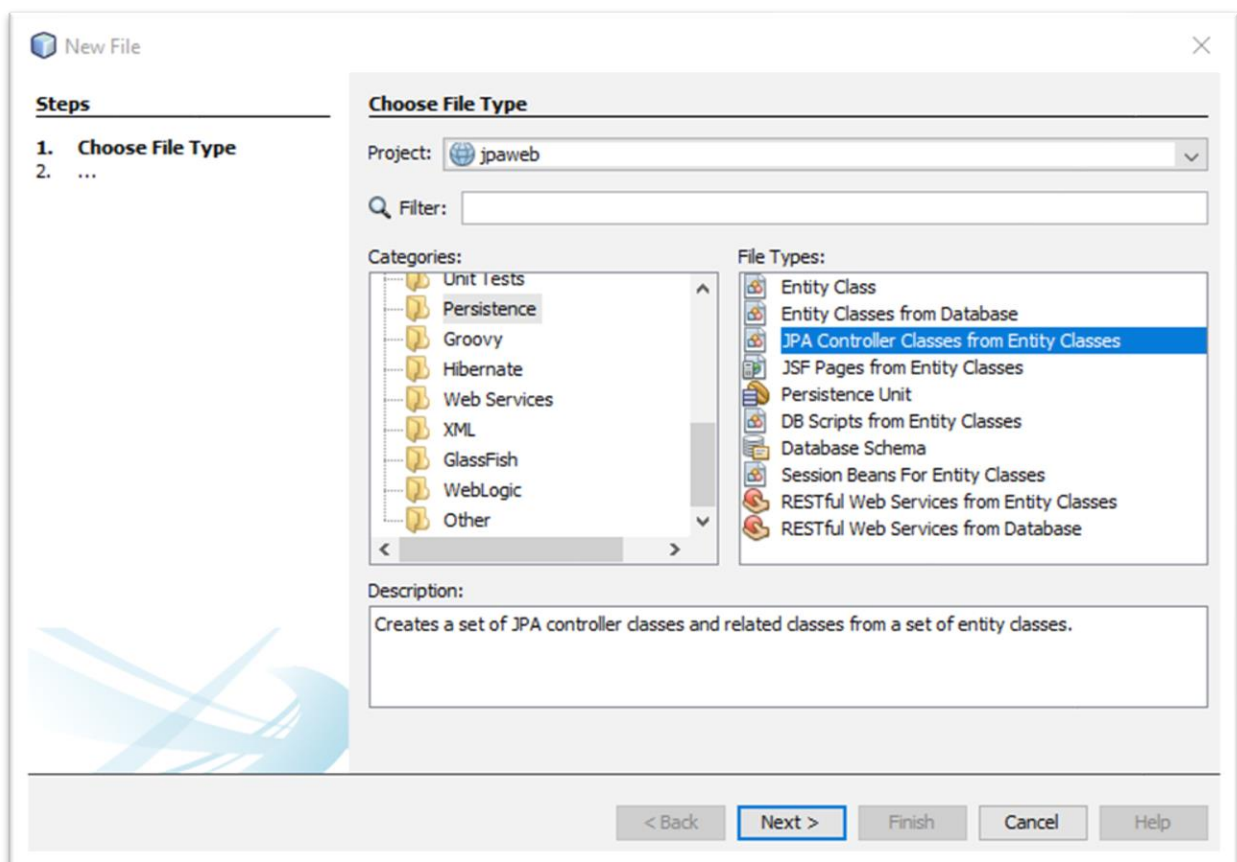 New File
Steps
1. Choose File Type
2. ...
Choose File Type
Project: jpaweb
Filter:
Categories:
Unit Tests
Persistence
Groovy
Hibernate
Web Services
XML
GlassFish
WebLogic
Other
File Types:
Entity Class
Entity Classes from Database
JPA Controller Classes from Entity Classes
JSF Pages from Entity Classes
Persistence Unit
DB Scripts from Entity Classes
Database Schema
Session Beans For Entity Classes
RESTful Web Services from Entity Classes
RESTful Web Services from Database
Description:
Creates a set of JPA controller classes and related classes from a set of entity classes.
< Back Next > Finish Cancel Help